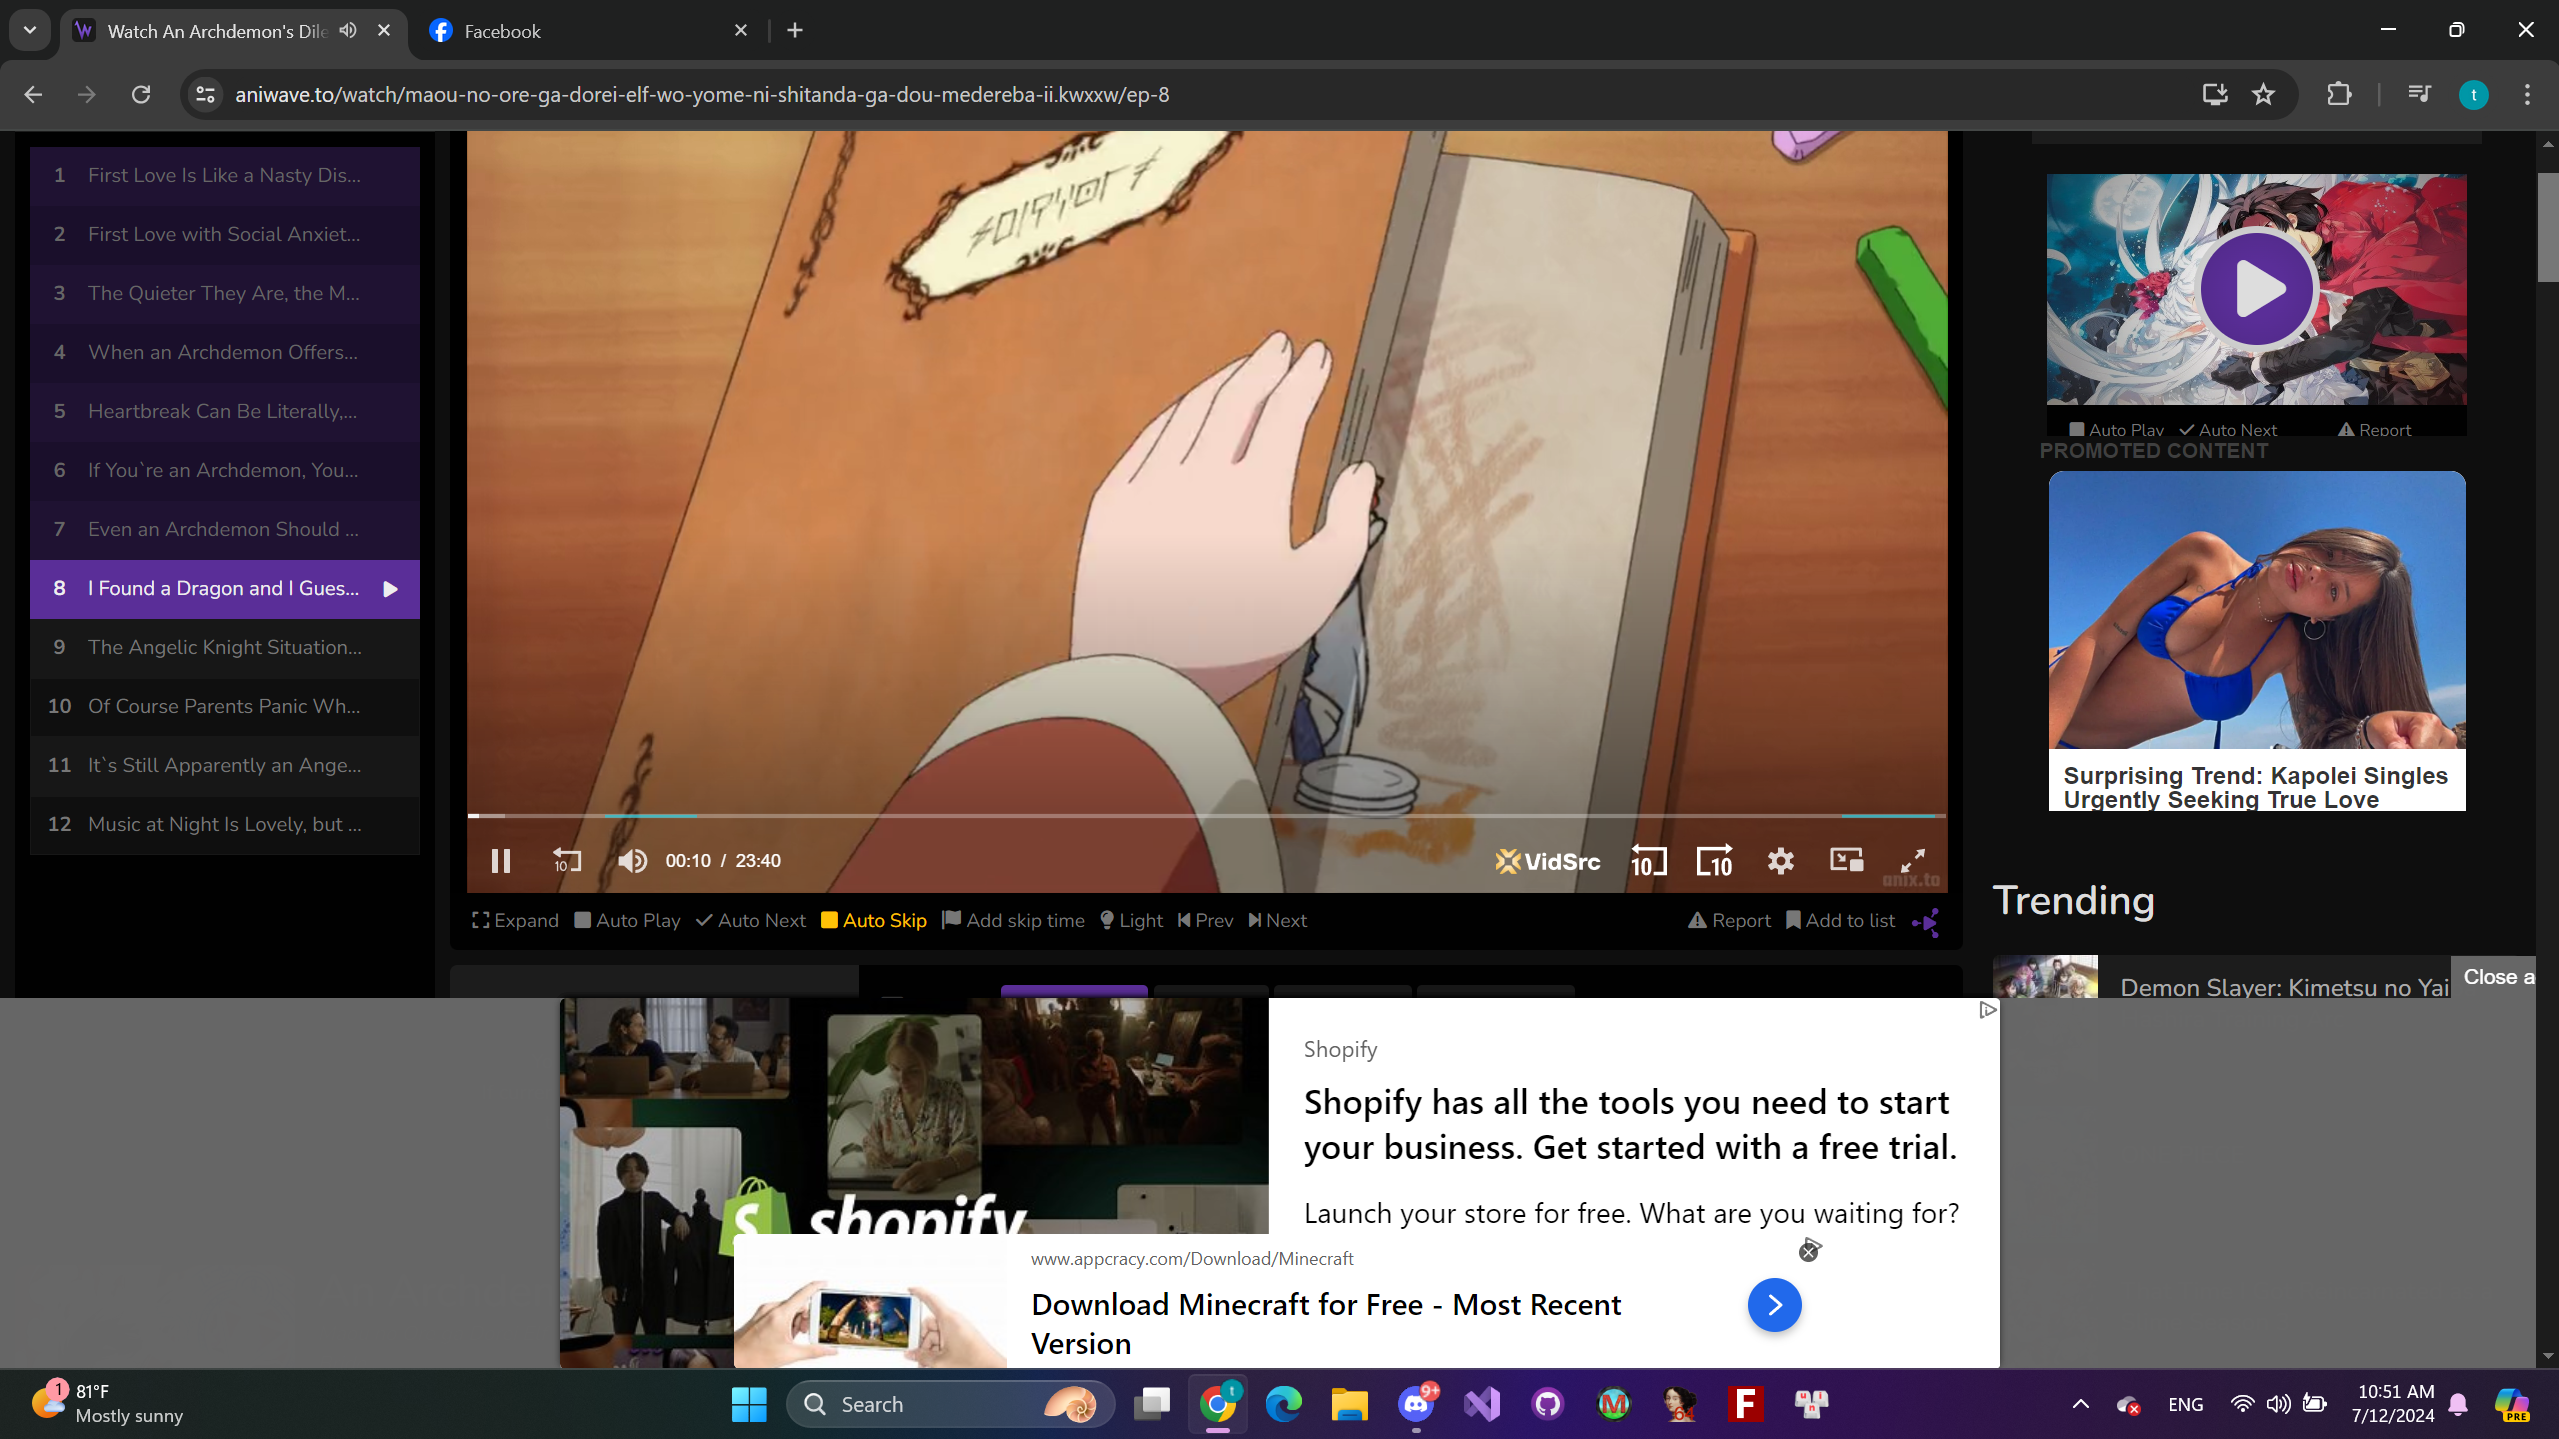 Watch An Archdemon's Dile
Facebook
aniwave.to/watch/maou-no-ore-ga-dorei-elf-wo-yome-ni-shitanda-ga-dou-medereba-ii.kwxxw/ep-8
t
1 First Love Is Like a Nasty Dis...
2 First Love with Social Anxiet...
3 The Quieter They Are, the M...
4 When an Archdemon Offers...
5 Heartbreak Can Be Literally,...
6 If You`re an Archdemon, You...
7 Even an Archdemon Should ...
8 I Found a Dragon and I Gues...
9 The Angelic Knight Situation...
10 Of Course Parents Panic Wh...
11 It`s Still Apparently an Ange...
12 Music at Night Is Lovely, but ...
10
00:10 / 23:40
VidSrc
10
10
anix.to
Expand Auto Play Auto Next Auto Skip Add skip time Light Prev Next
Report Add to list
Auto Play Auto Next Report
PROMOTED CONTENT
Surprising Trend: Kapolei Singles
Urgently Seeking True Love
Trending
Demon Slayer: Kimetsu no Yai
Close a
shopify
Shopify
Shopify has all the tools you need to start
your business. Get started with a free trial.
Launch your store for free. What are you waiting for?
www.appcracy.com/Download/Minecraft
Download Minecraft for Free - Most Recent
Version
1
81°F
Mostly sunny
Search
t
9+
M
64
F
u i n
ENG
10:51 AM
7/12/2024
PRE